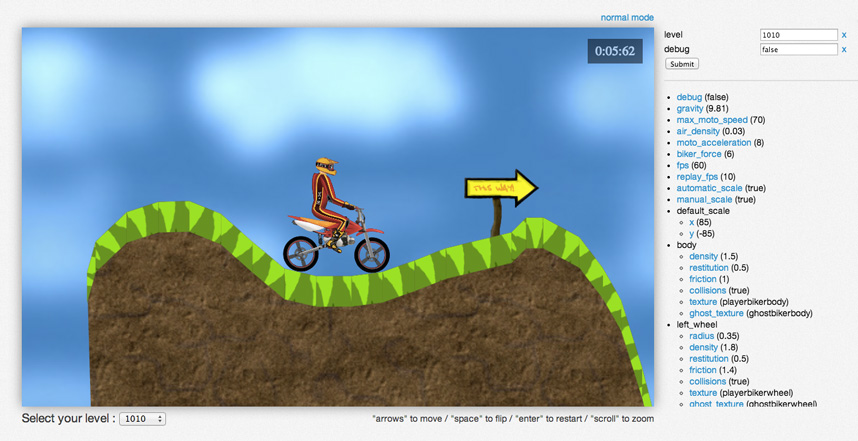 normal mode
0:05:62
THIS WAY!
level 1010 x
debug false x
Submit
debug (false)
gravity (9.81)
max_moto_speed (70)
air_density (0.03)
moto_acceleration (8)
biker_force (6)
fps (60)
replay_fps (10)
automatic_scale (true)
manual_scale (true)
default_scale
x (85)
y (-85)
body
density (1.5)
restitution (0.5)
friction (1)
collisions (true)
texture (playerbikerbody)
ghost_texture (ghostbikerbody)
left_wheel
radius (0.35)
density (1.8)
restitution (0.5)
friction (1.4)
collisions (true)
texture (playerbikerwheel)
ghost_texture (ghostbikerwheel)
Select your level : 1010
"arrows" to move / "space" to flip / "enter" to restart / "scroll" to zoom